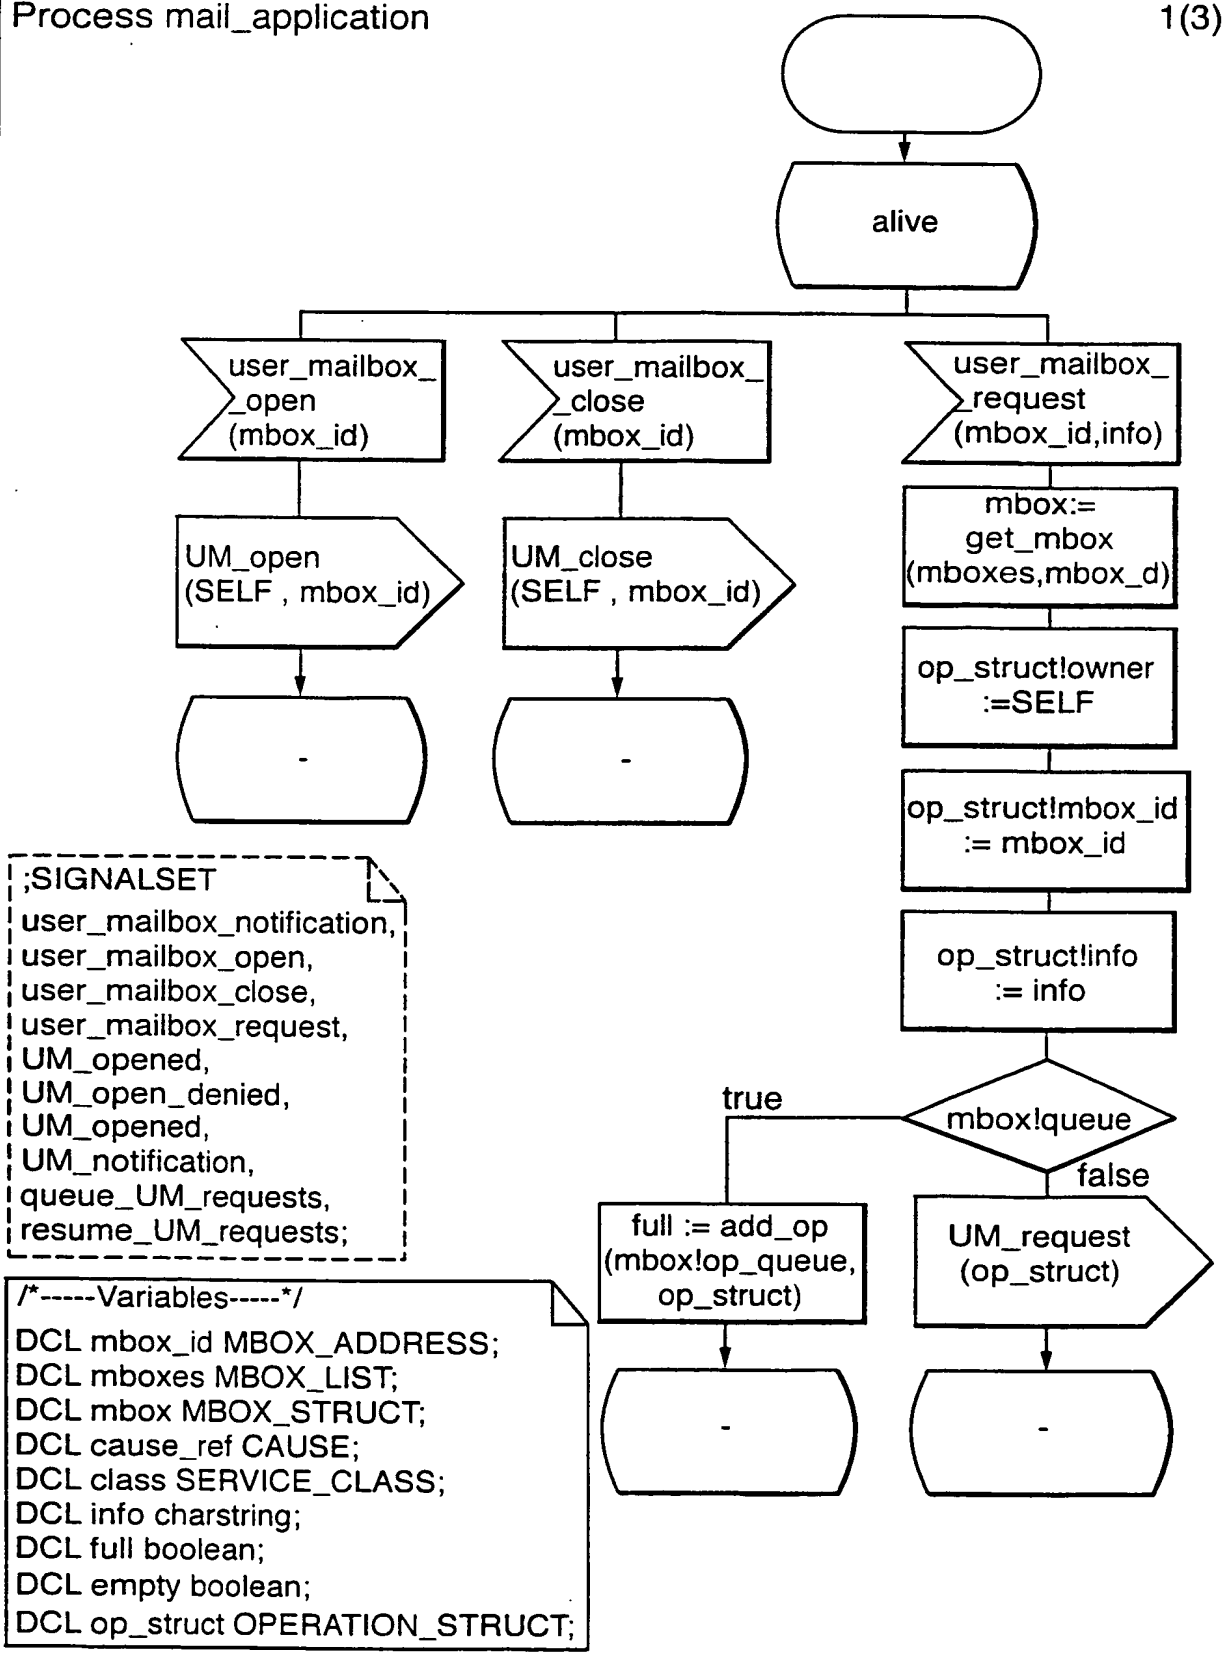 Process mail_application
1(3)
alive
user_mailbox_
_open
(mbox_id)
user_mailbox_
_close
(mbox_id)
user_mailbox_
_request
(mbox_id,info)
UM_open
(SELF , mbox_id)
UM_close
(SELF , mbox_id)
mbox:=
get_mbox
(mboxes,mbox_d)
op_struct!owner
:=SELF
-
-
op_struct!mbox_id
:= mbox_id
op_struct!info
:= info
mbox!queue
true
false
full := add_op
(mbox!op_queue,
op_struct)
UM_request
(op_struct)
-
-
;SIGNALSET
user_mailbox_notification,
user_mailbox_open,
user_mailbox_close,
user_mailbox_request,
UM_opened,
UM_open_denied,
UM_opened,
UM_notification,
queue_UM_requests,
resume_UM_requests;
/*-----Variables-----*/
DCL mbox_id MBOX_ADDRESS;
DCL mboxes MBOX_LIST;
DCL mbox MBOX_STRUCT;
DCL cause_ref CAUSE;
DCL class SERVICE_CLASS;
DCL info charstring;
DCL full boolean;
DCL empty boolean;
DCL op_struct OPERATION_STRUCT;